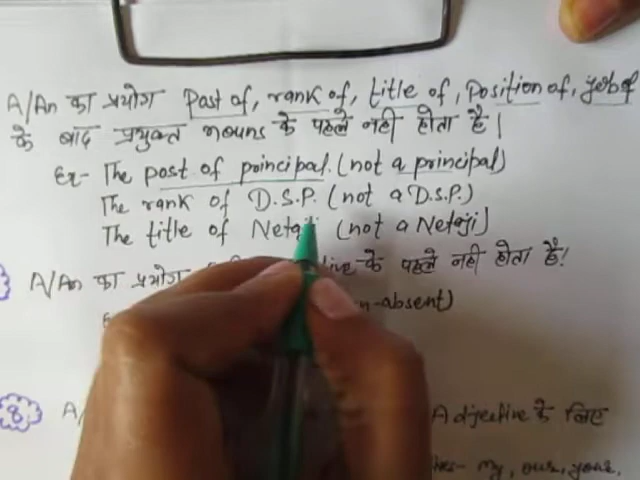 A/An का प्रयोग Post of, rank of, title of, Position of, job of
के बाद प्रयुक्त nouns के पहले नही होता है|
Ex- The post of principal. (not a principal)
The rank of D.S.P. (not a D.S.P.)
The title of Netaji (not a Netaji)
A/An का प्रयोग के पहले नही होता है!
absent)
8. A/ Adjective के लिए
my, our, your,